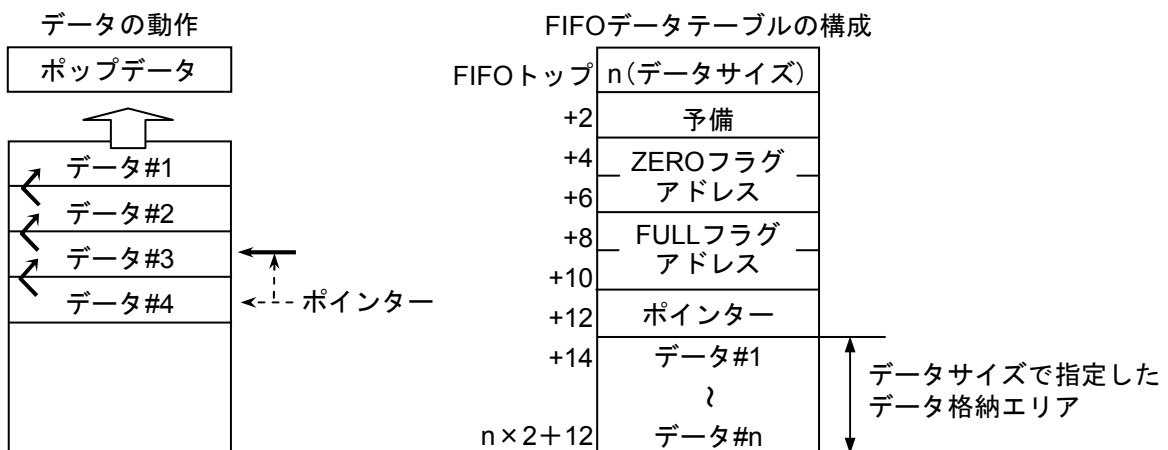 データの動作
ポップデータ
データ#1
データ#2
データ#3
データ#4
ポインター
FIFOデータテーブルの構成
FIFOトップ
n(データサイズ)
+2
予備
+4
ZEROフラグ
アドレス
+6
+8
FULLフラグ
アドレス
+10
+12
ポインター
+14
データ#1
~
n×2+12
データ#n
データサイズで指定した
データ格納エリア